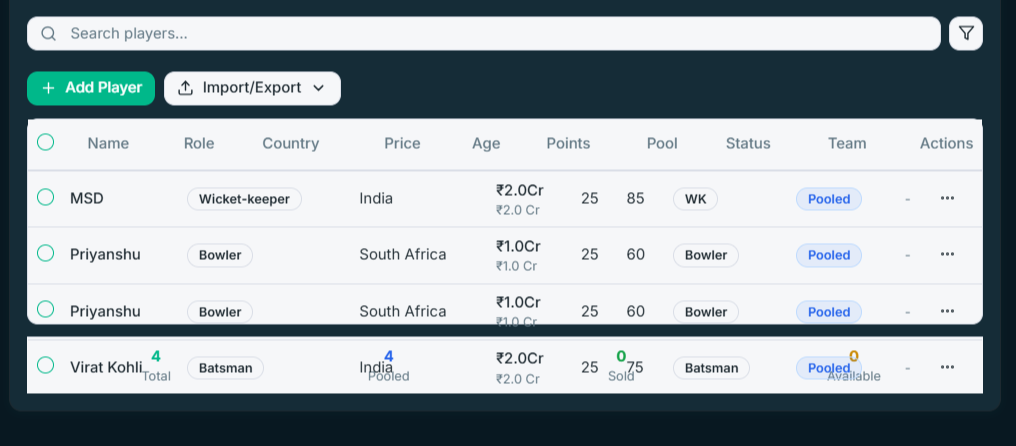 Search players...
Add Player Import/Export
Name Role Country Price Age Points Pool Status Team Actions
MSD Wicket-keeper India ₹2.0Cr 25 85 WK Pooled - ...
₹2.0 Cr
Priyanshu Bowler South Africa ₹1.0Cr 25 60 Bowler Pooled - ...
₹1.0 Cr
Priyanshu Bowler South Africa ₹1.0Cr 25 60 Bowler Pooled - ...
₹1.0 Cr
4 4 0 0
Virat Kohli Batsman India ₹2.0Cr 25 75 Batsman Pooled - ...
₹2.0 Cr
Total Pooled Sold Available